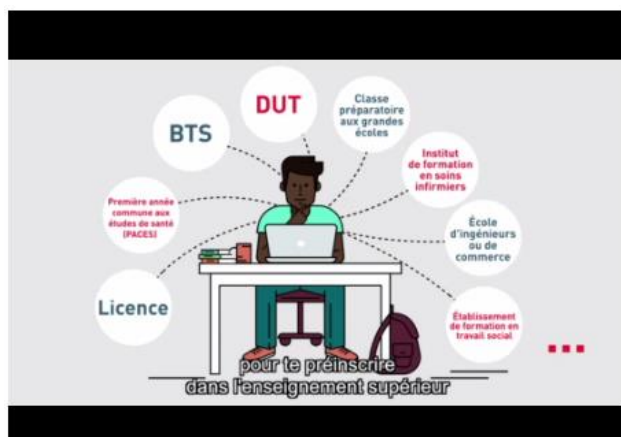 DUT
BTS
Classe
préparatoire
aux grandes
écoles
Institut
de formation
en soins
infirmiers
Première année
commune aux
études de santé
(PACES)
École
d'ingénieurs
ou de
commerce
Licence
Établissement
de formation en
travail social
...
pour te préinscrire
dans l'enseignement supérieur